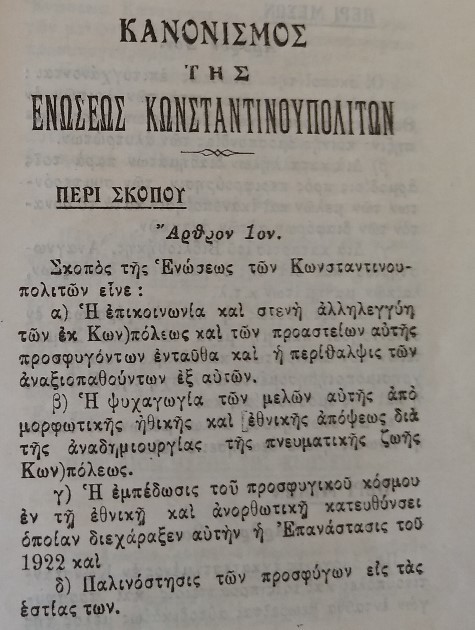 ΚΑΝΟΝΙΣΜΟΣ
ΤΗΣ
ΕΝΩΣΕΩΣ ΚΩΝΣΤΑΝΤΙΝΟΥΠΟΛΙΤΩΝ
ΠΕΡΙ ΣΚΟΠΟΥ
Ἄρθρον 1ον.
Σκοπὸς τῆς Ἑνώσεως τῶν Κωνσταντινου-
πολιτῶν εἶνε :
α) Ἡ ἐπικοινωνία καὶ στενὴ ἀλληλεγγύη
τῶν ἐκ Κων)πόλεως καὶ τῶν προαστείων αὐτῆς
προσφυγόντων ἐνταῦθα καὶ ἡ περίθαλψις τῶν
ἀναξιοπαθούντων ἐξ αὐτῶν.
β) Ἡ ψυχαγωγία τῶν μελῶν αὐτῆς ἀπὸ
μορφωτικῆς ἠθικῆς καὶ ἐθνικῆς ἀπόψεως διὰ
τῆς ἀναδημιουργίας τῆς πνευματικῆς ζωῆς
Κων)πόλεως.
γ) Ἡ ἐμπέδωσις τοῦ προσφυγικοῦ κόσμου
ἐν τῇ ἐθνικῇ καὶ ἀνορθωτικῇ κατευθύνσει
ὁποίαν διεχάραξεν αὐτὴν ἡ Ἐπανάστασις τοῦ
1922 καὶ
δ) Παλινόστησις τῶν προσφύγων εἰς τὰς
ἑστίας των.